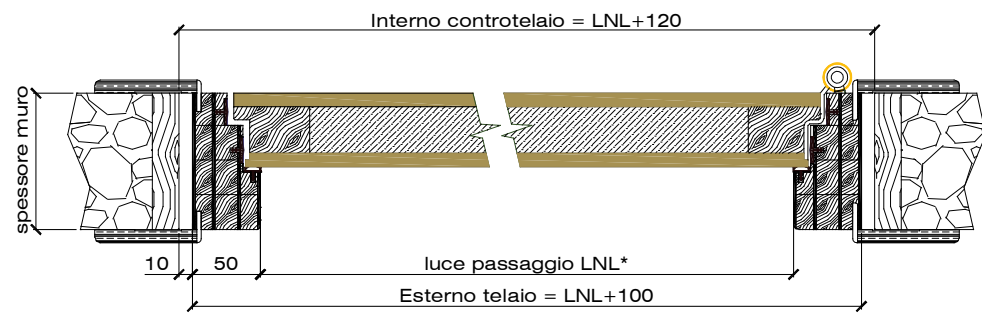 Interno controtelaio = LNL+120
spessore muro
10
50
luce passaggio LNL*
Esterno telaio = LNL+100